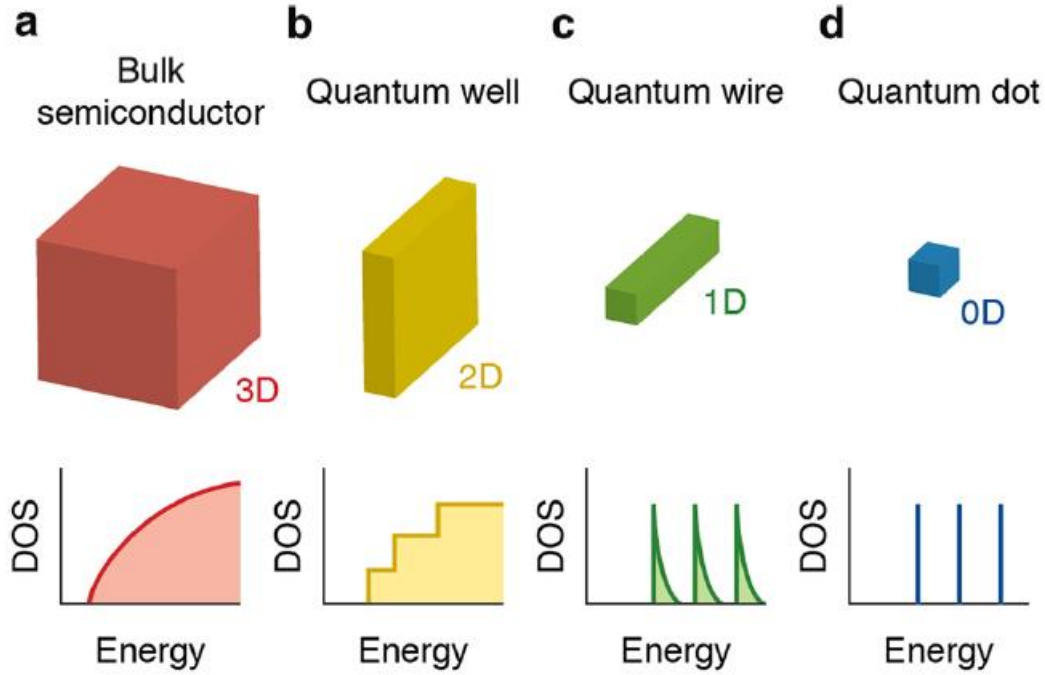 a
Bulk
semiconductor
3D
DOS
Energy
b
Quantum well
2D
DOS
Energy
c
Quantum wire
1D
DOS
Energy
d
Quantum dot
0D
DOS
Energy